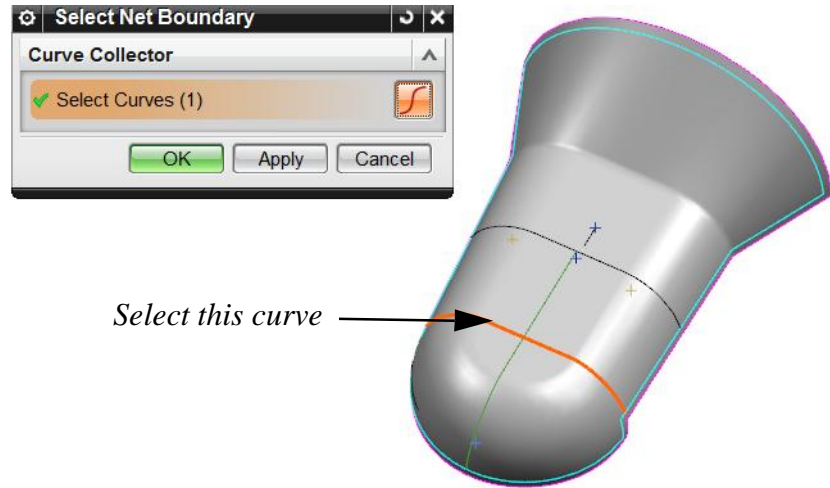 Select Net Boundary
Curve Collector
Select Curves (1)
OK Apply Cancel
Select this curve